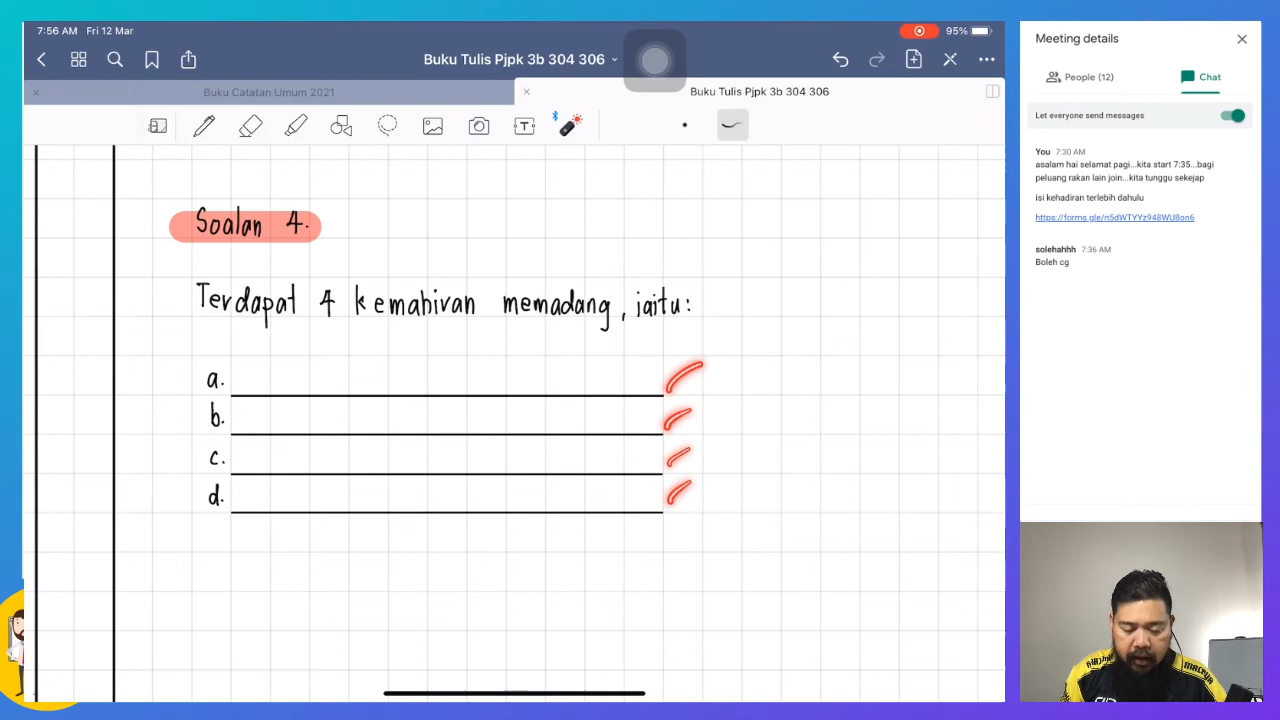 7:56 AM Fri 12 Mar
95%
Buku Tulis Pjpk 3b 304 306
Buku Catatan Umum 2021
Buku Tulis Pjpk 3b 304 306
Soalan 4.
Terdapat 4 kemahiran memadang, iaitu:
a.
b.
c.
d.
Meeting details
People (12)
Chat
Let everyone send messages
You 7:30 AM
asalam hai selamat pagi...kita start 7:35...bagi
peluang rakan lain join...kita tunggu sekejap
isi kehadiran terlebih dahulu
https://forms.gle/n5dWTYYz948WU8on6
solehahhh 7:36 AM
Boleh cg